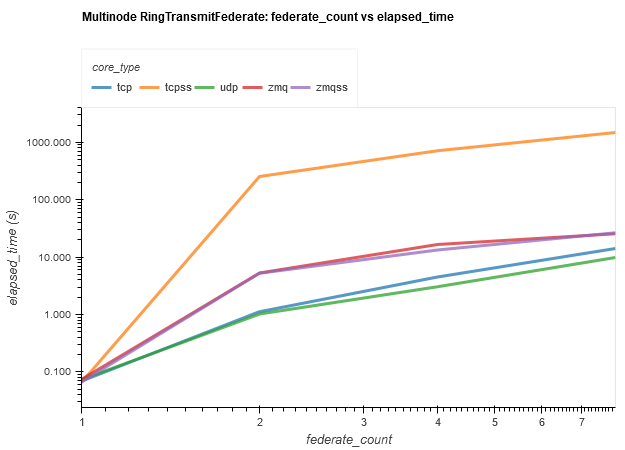 Multinode RingTransmitFederate: federate_count vs elapsed_time
core_type
tcp tcpss udp zmq zmqss
1000.000
100.000
10.000
1.000
0.100
elapsed_time (s)
1 2 3 4 5 6 7
federate_count